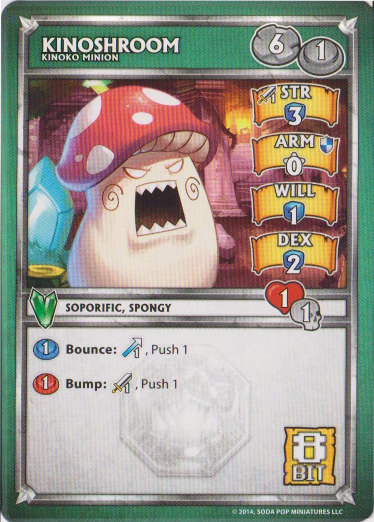 KINOSHROOM
KINOKO MINION
6 1
STR
3
ARM
0
WILL
1
DEX
2
1
1
SOPORIFIC, SPONGY
1 Bounce: , Push 1
1 Bump: , Push 1
8
BIT
© 2014, SODA POP MINIATURES LLC